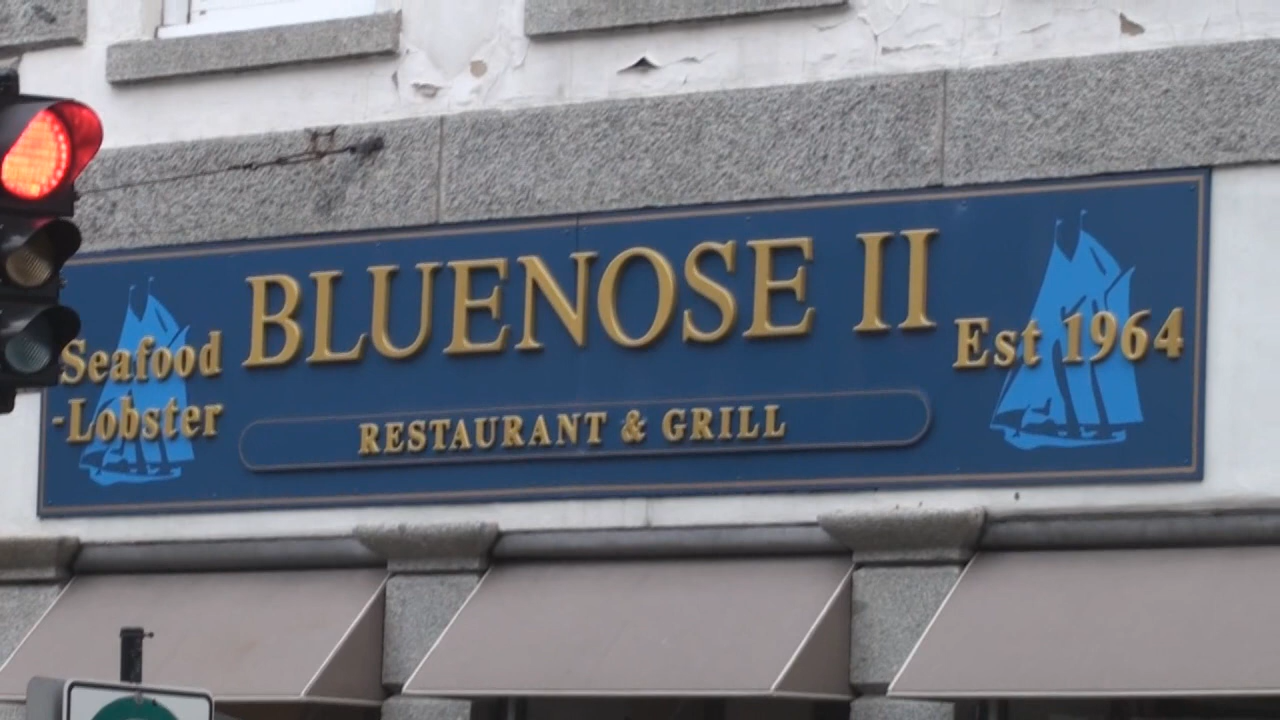 Seafood
-Lobster
BLUENOSE II
RESTAURANT & GRILL
Est 1964